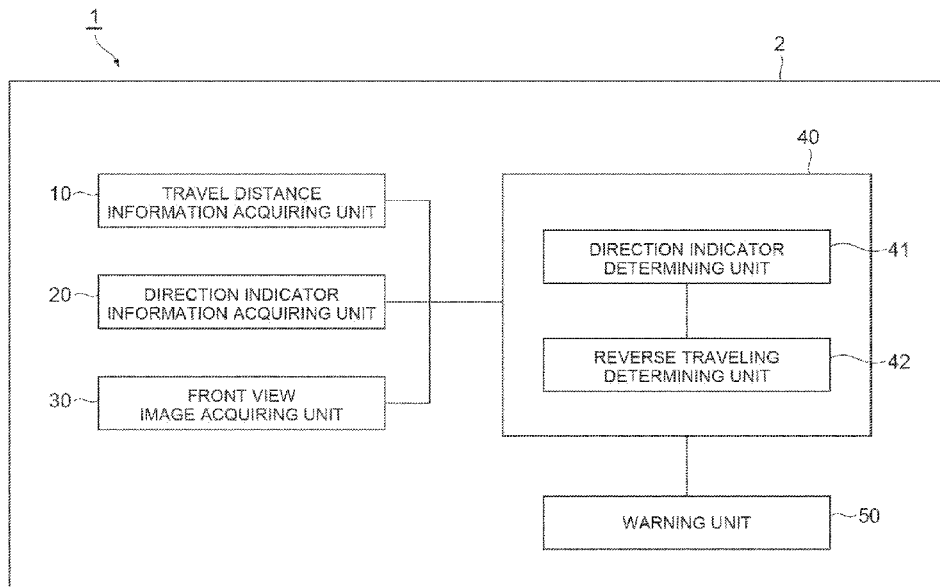 1
2
40
10
TRAVEL DISTANCE
INFORMATION ACQUIRING UNIT
20
DIRECTION INDICATOR
INFORMATION ACQUIRING UNIT
30
FRONT VIEW
IMAGE ACQUIRING UNIT
DIRECTION INDICATOR
DETERMINING UNIT
41
REVERSE TRAVELING
DETERMINING UNIT
42
WARNING UNIT
50